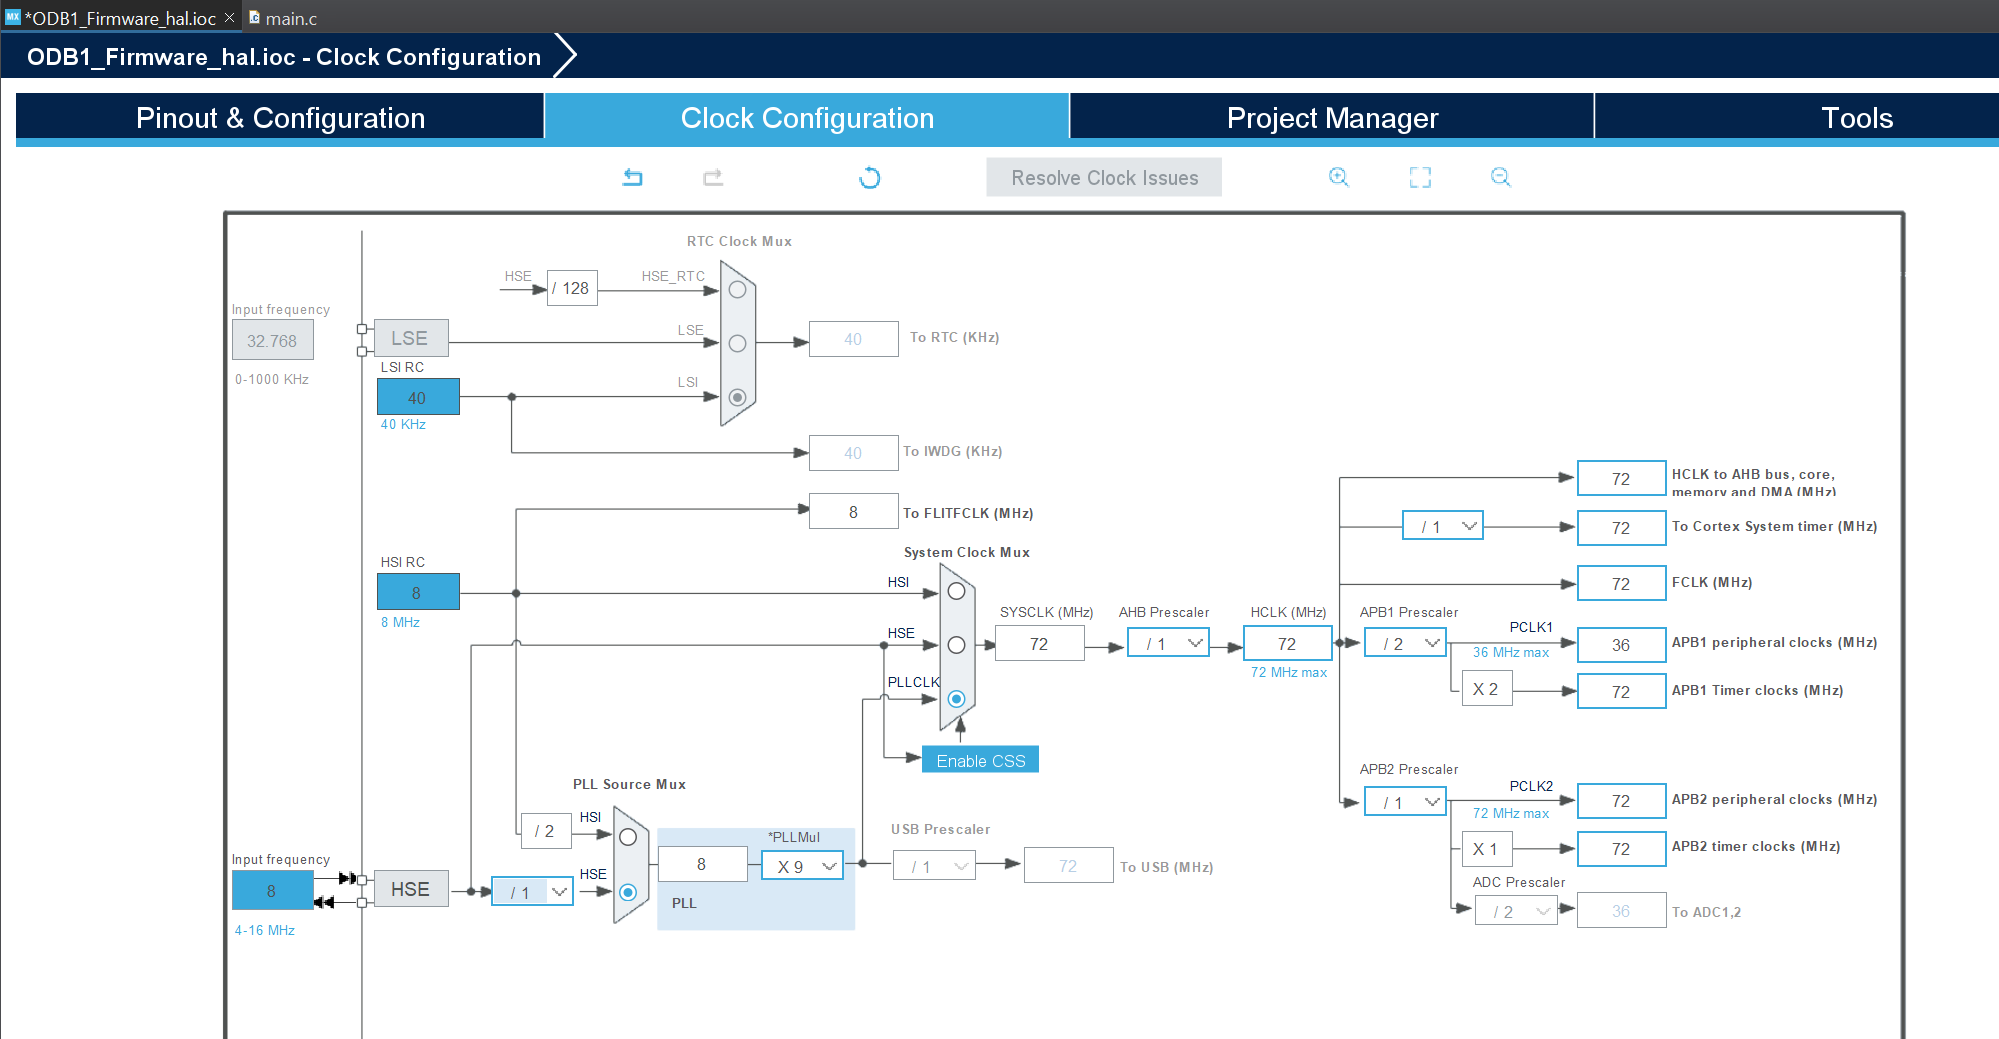 MX *ODB1_Firmware_hal.ioc
main.c
ODB1_Firmware_hal.ioc - Clock Configuration
Pinout & Configuration
Clock Configuration
Project Manager
Tools
Resolve Clock Issues
RTC Clock Mux
HSE
/ 128
HSE_RTC
Input frequency
32.768
0-1000 KHz
LSE
LSE
40
To RTC (KHz)
LSI RC
40
40 KHz
LSI
40
To IWDG (KHz)
8
To FLITFCLK (MHz)
HSI RC
8
8 MHz
System Clock Mux
HSI
HSE
PLLCLK
Enable CSS
SYSCLK (MHz)
72
AHB Prescaler
/ 1
HCLK (MHz)
72
72 MHz max
72
HCLK to AHB bus, core,
memory and DMA (MHz)
/ 1
72
To Cortex System timer (MHz)
72
FCLK (MHz)
APB1 Prescaler
/ 2
PCLK1
36 MHz max
36
APB1 peripheral clocks (MHz)
X 2
72
APB1 Timer clocks (MHz)
APB2 Prescaler
/ 1
PCLK2
72 MHz max
72
APB2 peripheral clocks (MHz)
X 1
72
APB2 timer clocks (MHz)
ADC Prescaler
/ 2
36
To ADC1,2
PLL Source Mux
/ 2
HSI
Input frequency
8
4-16 MHz
HSE
/ 1
HSE
8
*PLLMul
X 9
PLL
USB Prescaler
/ 1
72
To USB (MHz)